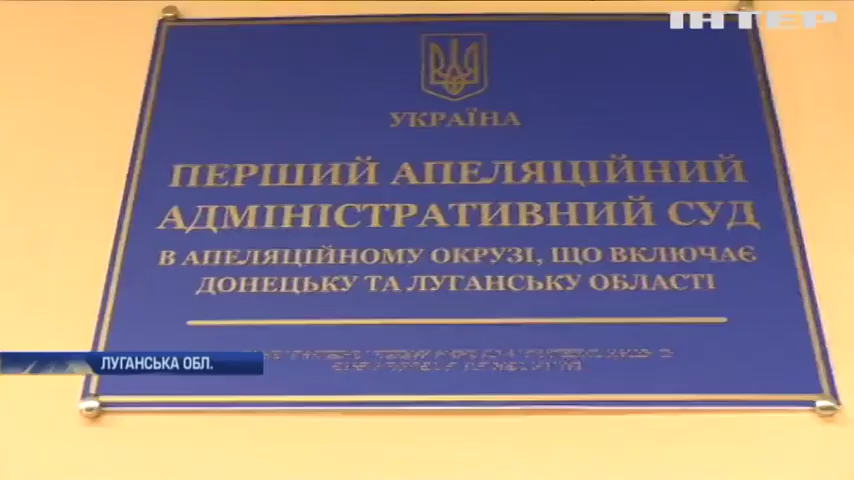 ІНТЕР
УКРАЇНА
ПЕРШИЙ АПЕЛЯЦІЙНИЙ
АДМІНІСТРАТИВНИЙ СУД
В АПЕЛЯЦІЙНОМУ ОКРУЗІ, ЩО ВКЛЮЧАЄ
ДОНЕЦЬКУ ТА ЛУГАНСЬКУ ОБЛАСТІ
ЛУГАНСЬКА ОБЛ.